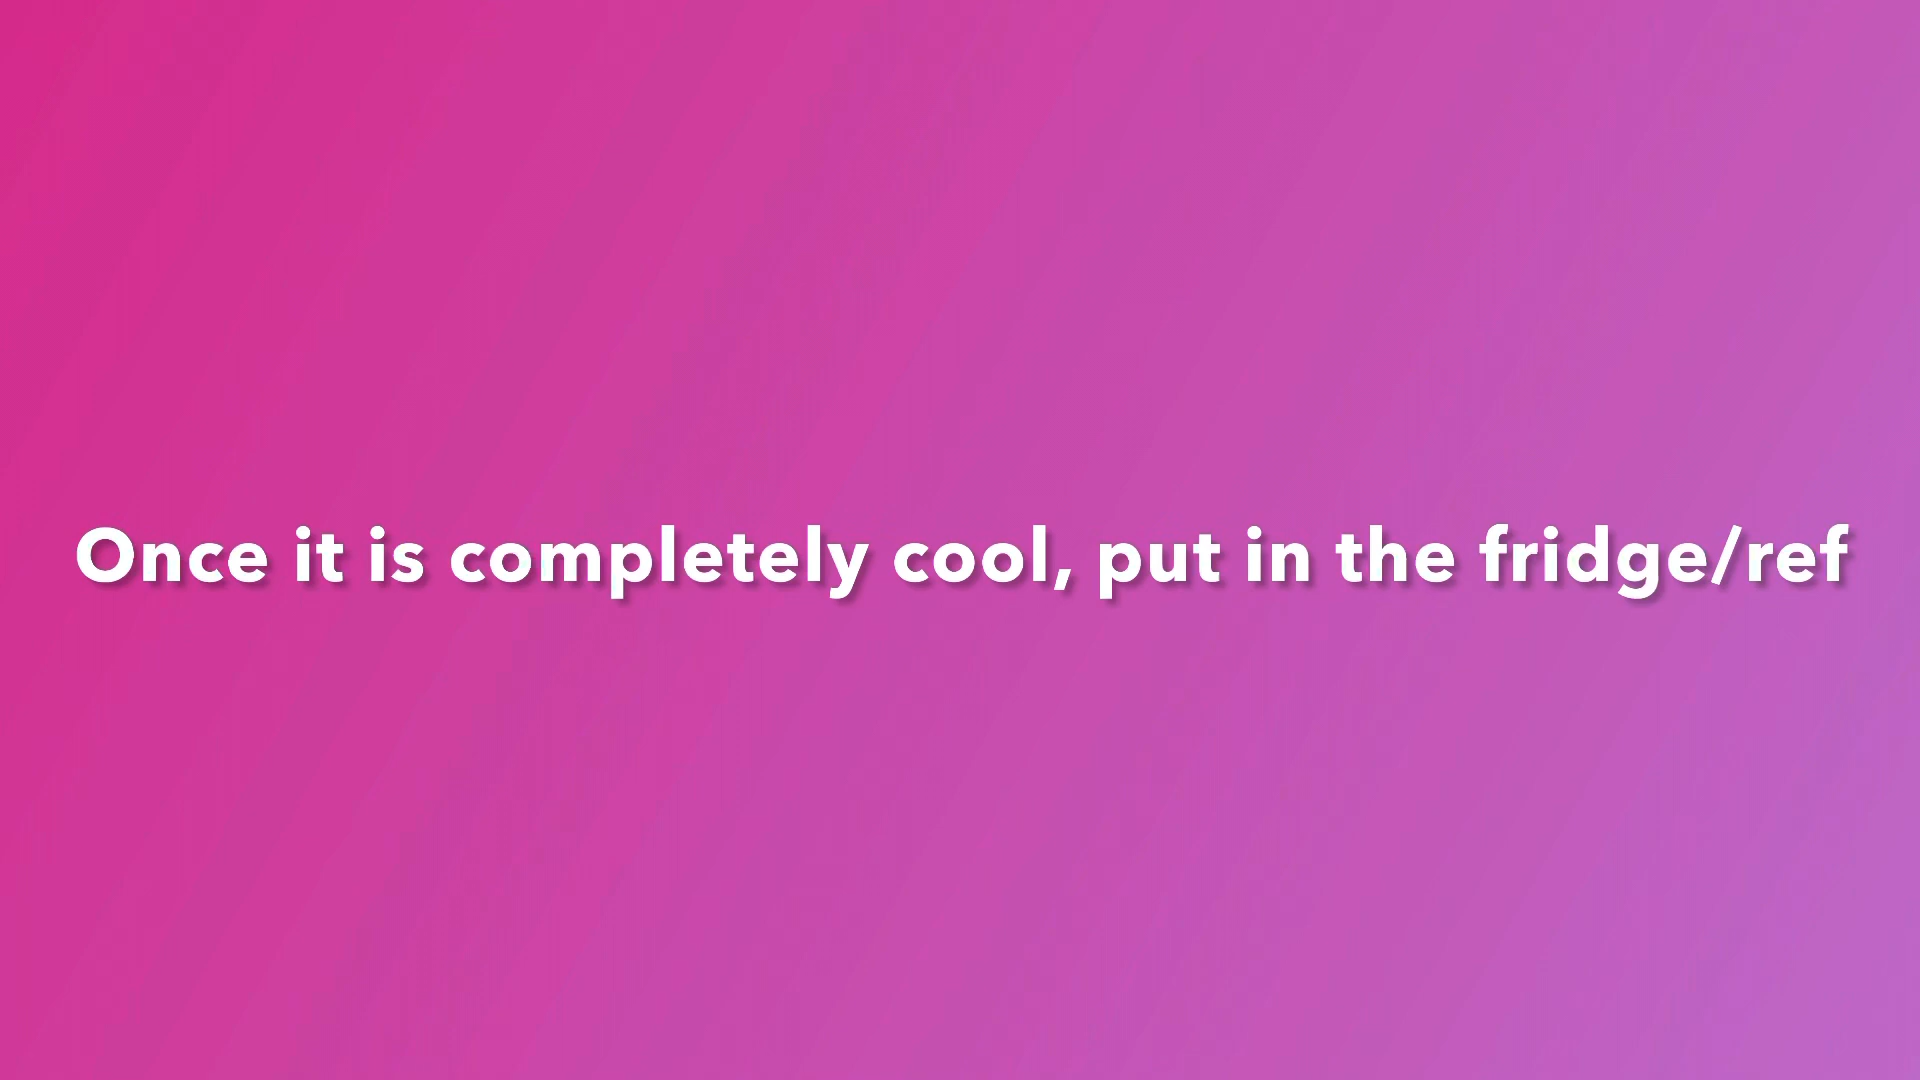 Once it is completely cool, put in the fridge/ref